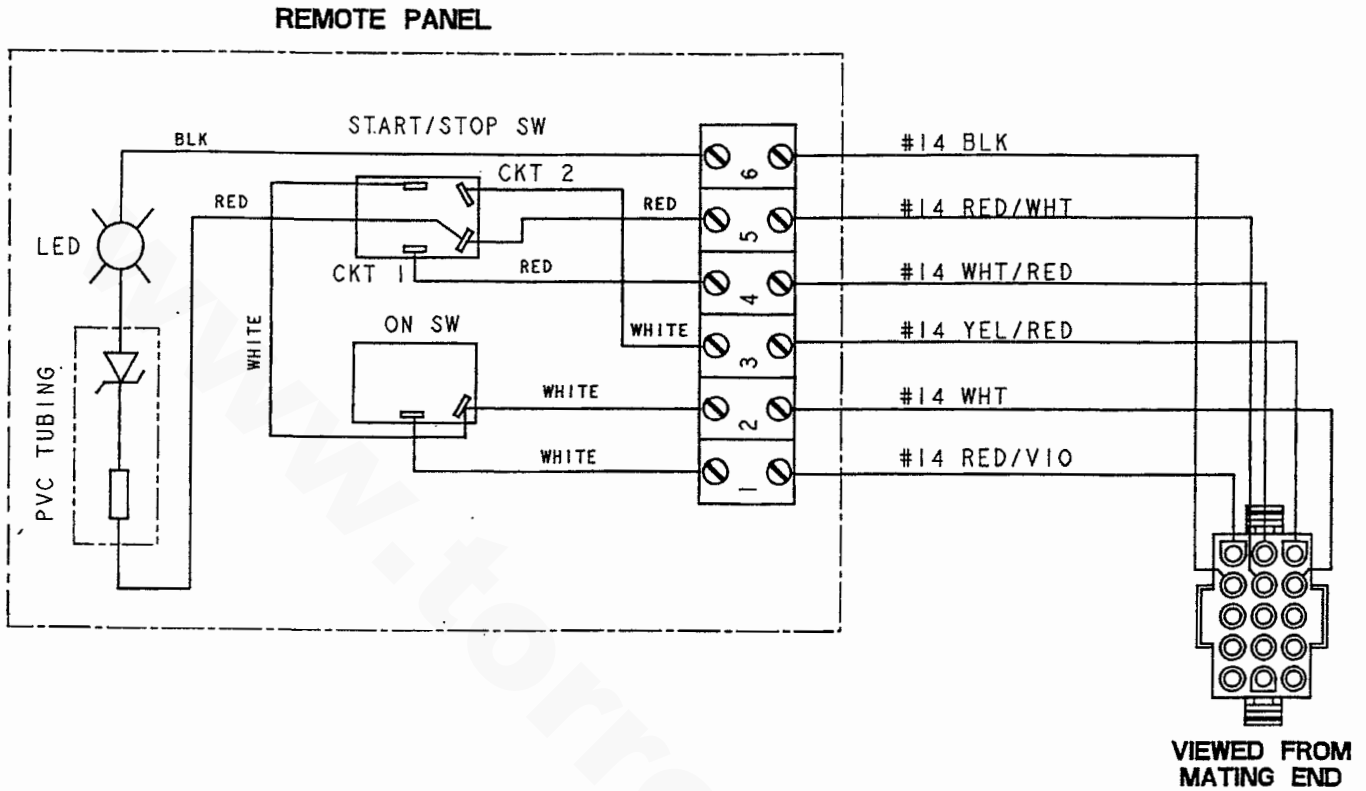 REMOTE PANEL
START/STOP SW
BLK
#14 BLK
6
CKT 2
RED
RED
#14 RED/WHT
5
LED
CKT 1
RED
#14 WHT/RED
4
ON SW
WHITE
WHITE
#14 YEL/RED
3
PVC TUBING
WHITE
#14 WHT
2
WHITE
#14 RED/VIO
1
VIEWED FROM
MATING END
www.torr